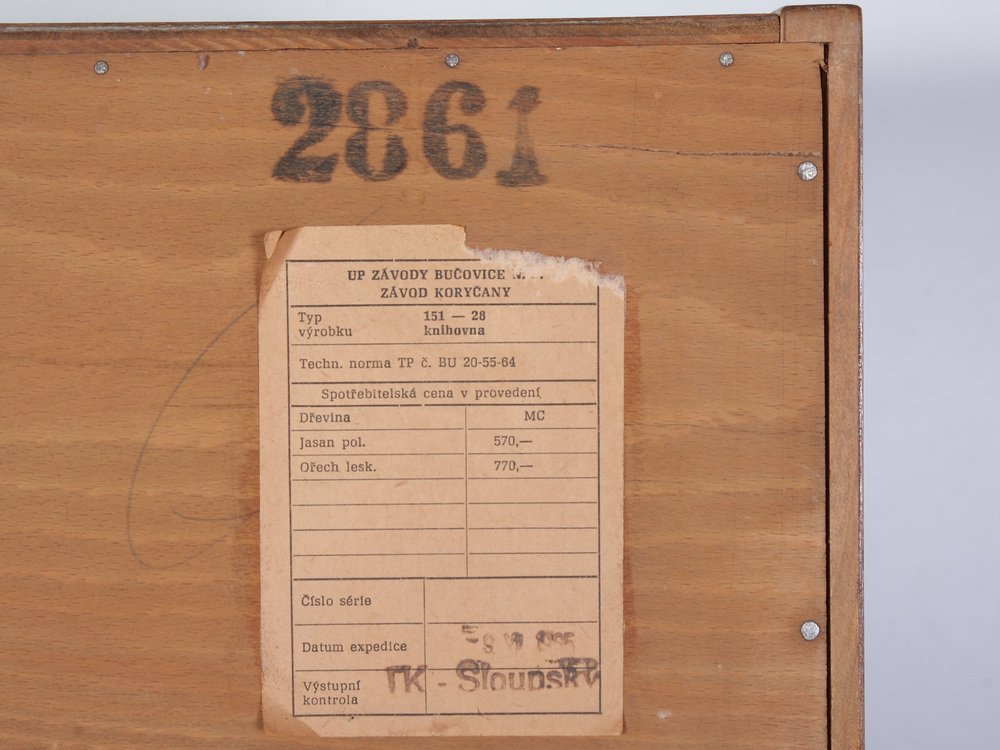 2861
UP ZÁVODY BUČOVICE
ZÁVOD KORYČANY
Typ výrobku 151 — 28 knihovna
Techn. norma TP č. BU 20-55-64
Spotřebitelská cena v provedení
Dřevina MC
Jasan pol. 570,—
Ořech lesk. 770,—
Číslo série
Datum expedice
Výstupní kontrola TK - Sloupský